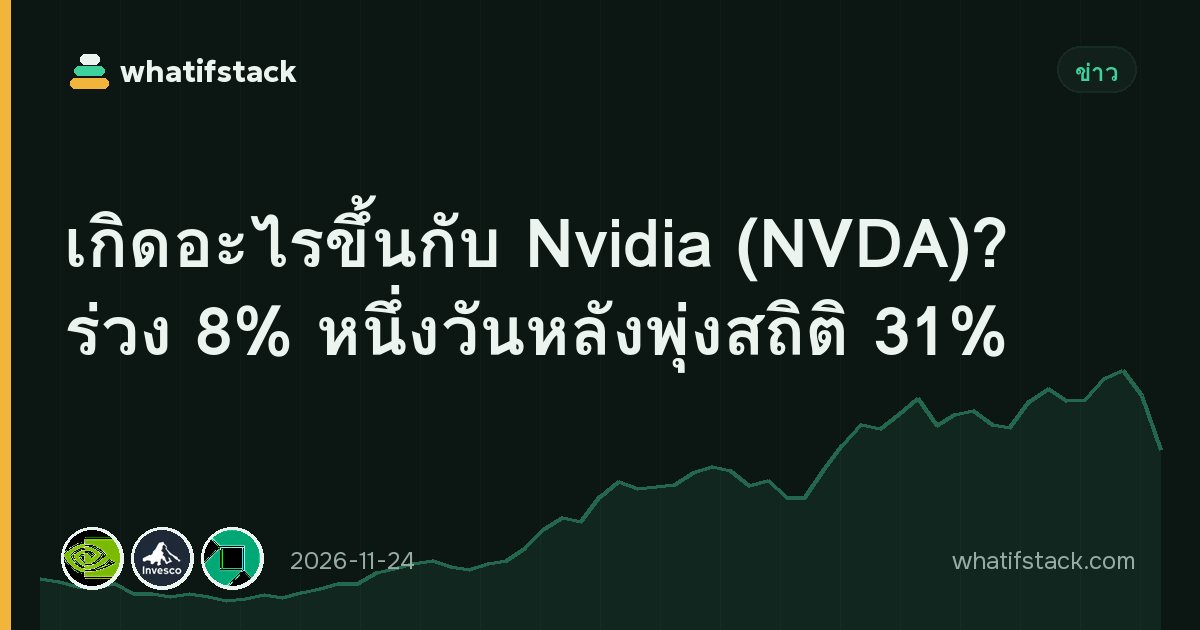 whatifstack
ข่าว
เกิดอะไรขึ้นกับ Nvidia (NVDA)?
ร่วง 8% หนึ่งวันหลังพุ่งสถิติ 31%
Invesco
2026-11-24
whatifstack.com